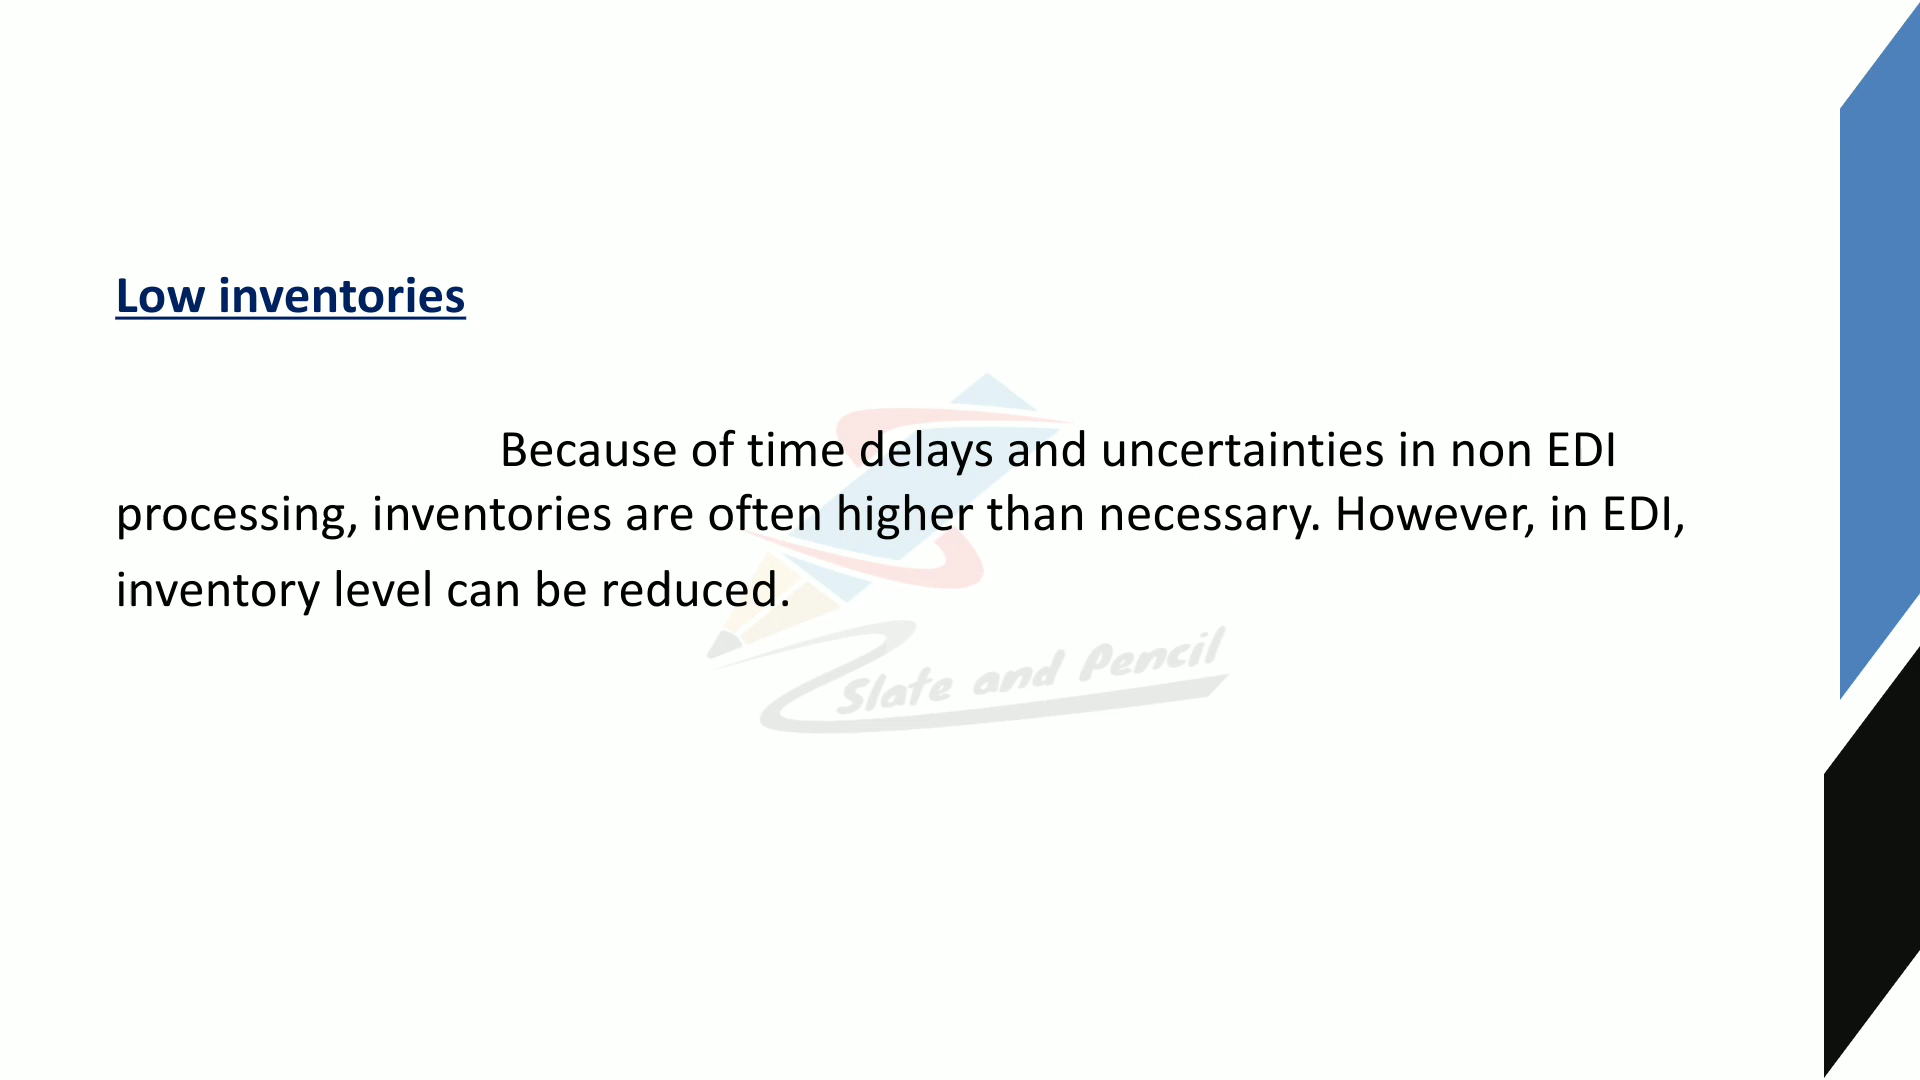 Low inventories
Because of time delays and uncertainties in non EDI
processing, inventories are often higher than necessary. However, in EDI,
inventory level can be reduced.
Slate and Pencil